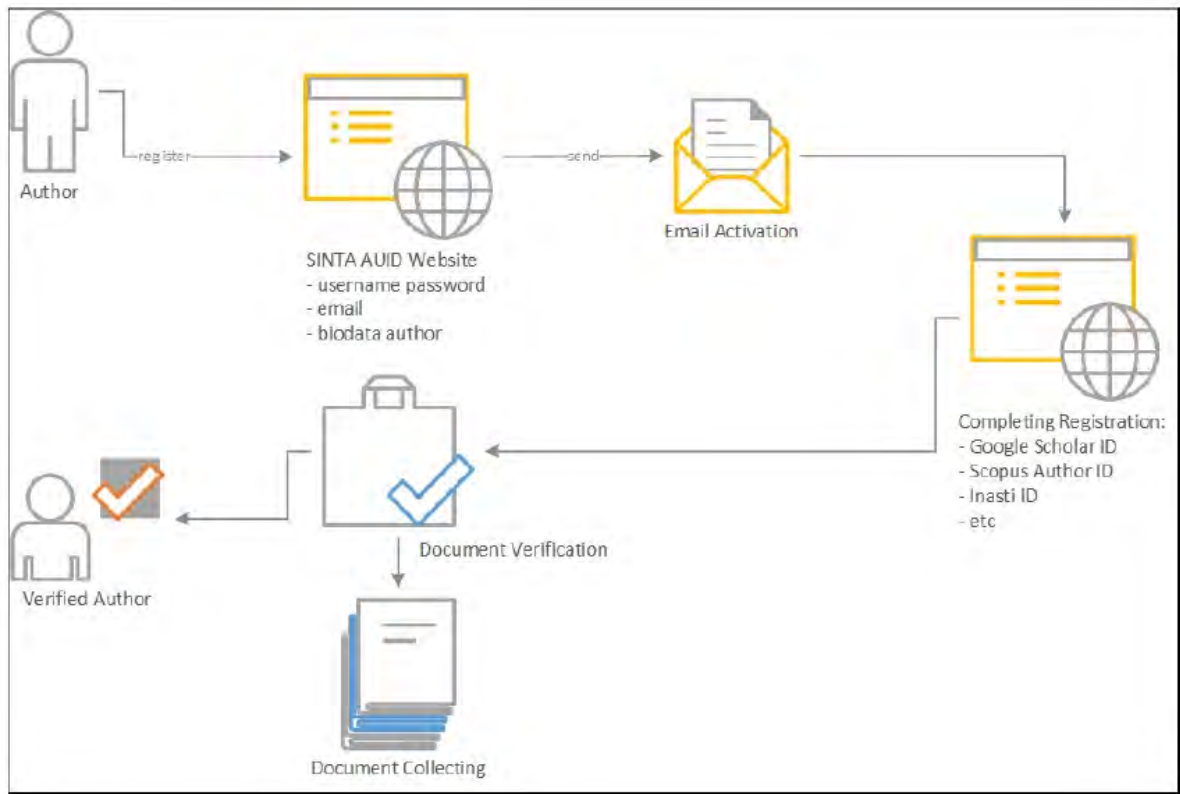 Author
register
SINTA AUID Website
- username password
- email
- biodata author
send
Email Activation
Completing Registration:
- Google Scholar ID
- Scopus Author ID
- Inasti ID
- etc
Document Verification
Verified Author
Document Collecting